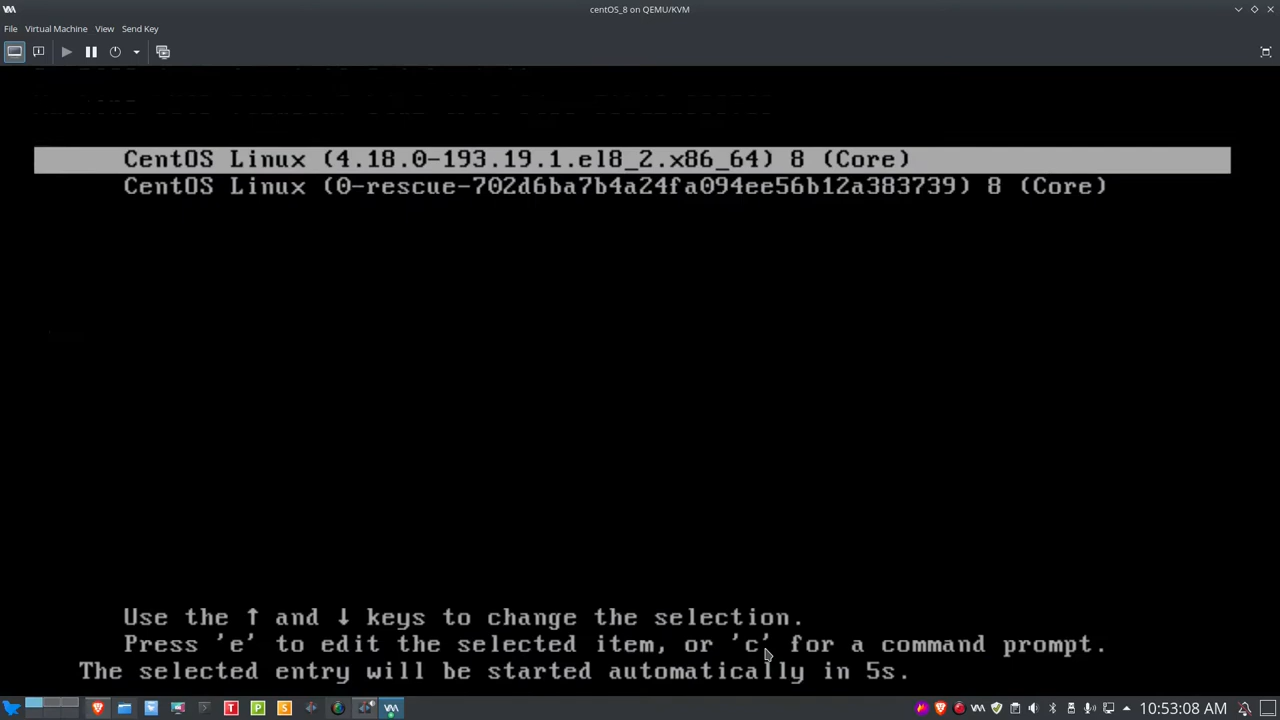 centOS_8 on QEMU/KVM
File Virtual Machine View Send Key
CentOS Linux (4.18.0-193.19.1.el8_2.x86_64) 8 (Core)
CentOS Linux (0-rescue-702d6ba7b4a24fa094ee56b12a383739) 8 (Core)
Use the ↑ and ↓ keys to change the selection.
Press 'e' to edit the selected item, or 'c' for a command prompt.
The selected entry will be started automatically in 5s.
T P S
10:53:08 AM